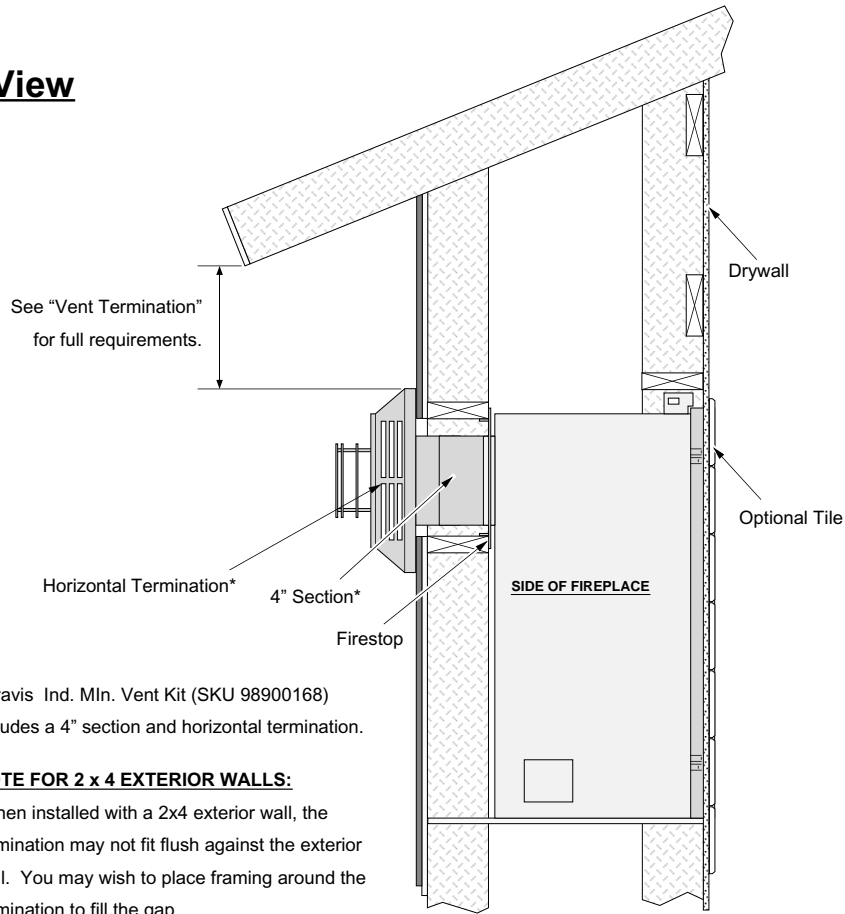 View
See “Vent Termination”
for full requirements.
Drywall
Optional Tile
Horizontal Termination*
4” Section*
Firestop
SIDE OF FIREPLACE
Ind. MIn. Vent Kit (SKU 98900168)
a 4” section and horizontal termination.
FOR 2 x 4 EXTERIOR WALLS:
installed with a 2x4 exterior wall, the
may not fit flush against the exterior
You may wish to place framing around the
to fill the gap